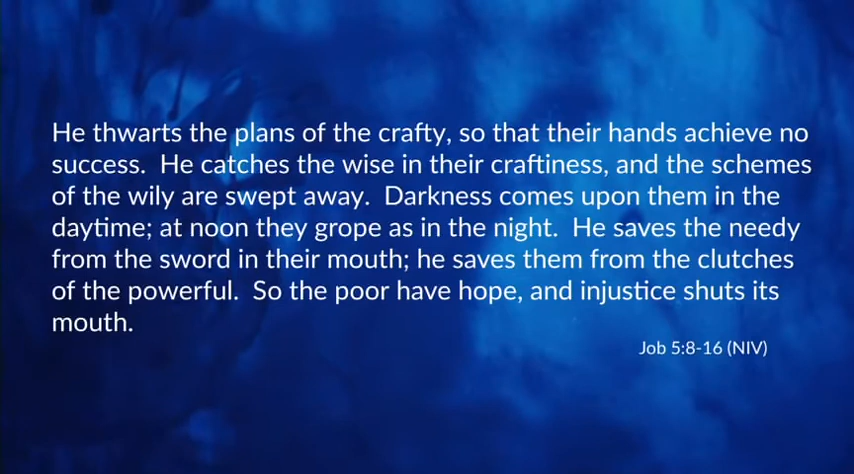 He thwarts the plans of the crafty, so that their hands achieve no
success.  He catches the wise in their craftiness, and the schemes
of the wily are swept away.  Darkness comes upon them in the
daytime; at noon they grope as in the night.  He saves the needy
from the sword in their mouth; he saves them from the clutches
of the powerful.  So the poor have hope, and injustice shuts its
mouth.
Job 5:8-16 (NIV)